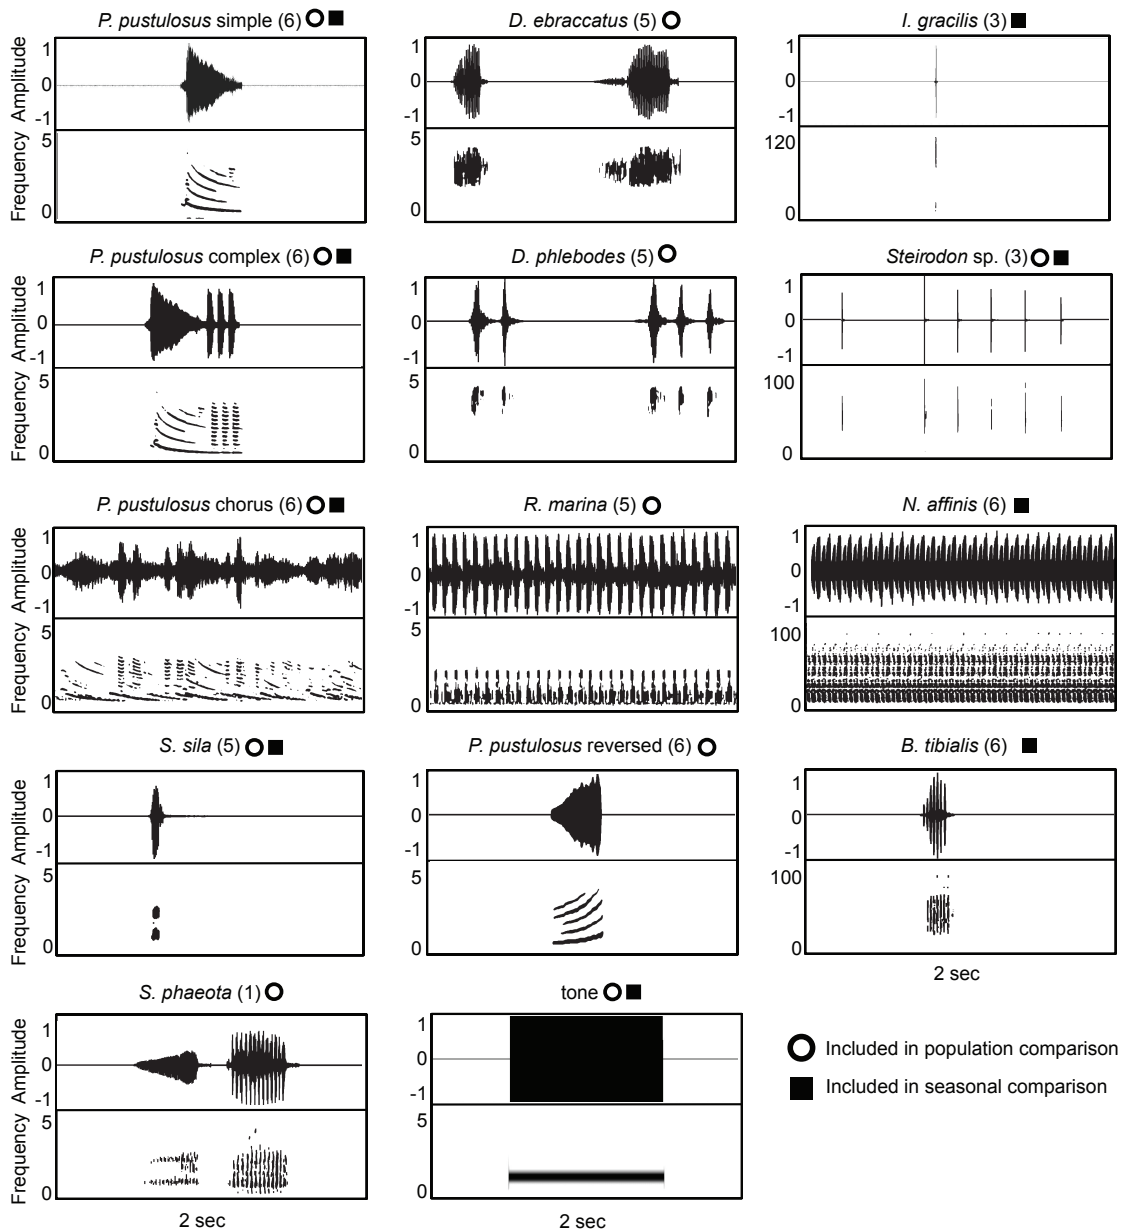 P. pustulosus simple (6)
D. ebraccatus (5)
I. gracilis (3)
Frequency Amplitude
1
0
-1
5
0
1
0
-1
5
0
1
0
-1
120
0
P. pustulosus complex (6)
D. phlebodes (5)
Steirodon sp. (3)
Frequency Amplitude
1
0
-1
5
0
1
0
-1
5
0
1
0
-1
100
0
P. pustulosus chorus (6)
R. marina (5)
N. affinis (6)
Frequency Amplitude
1
0
-1
5
0
1
0
-1
5
0
1
0
-1
100
0
S. sila (5)
P. pustulosus reversed (6)
B. tibialis (6)
Frequency Amplitude
1
0
-1
5
0
1
0
-1
5
0
1
0
-1
100
0
2 sec
S. phaeota (1)
tone
Frequency Amplitude
1
0
-1
5
0
1
0
-1
5
0
Included in population comparison
Included in seasonal comparison
2 sec
2 sec